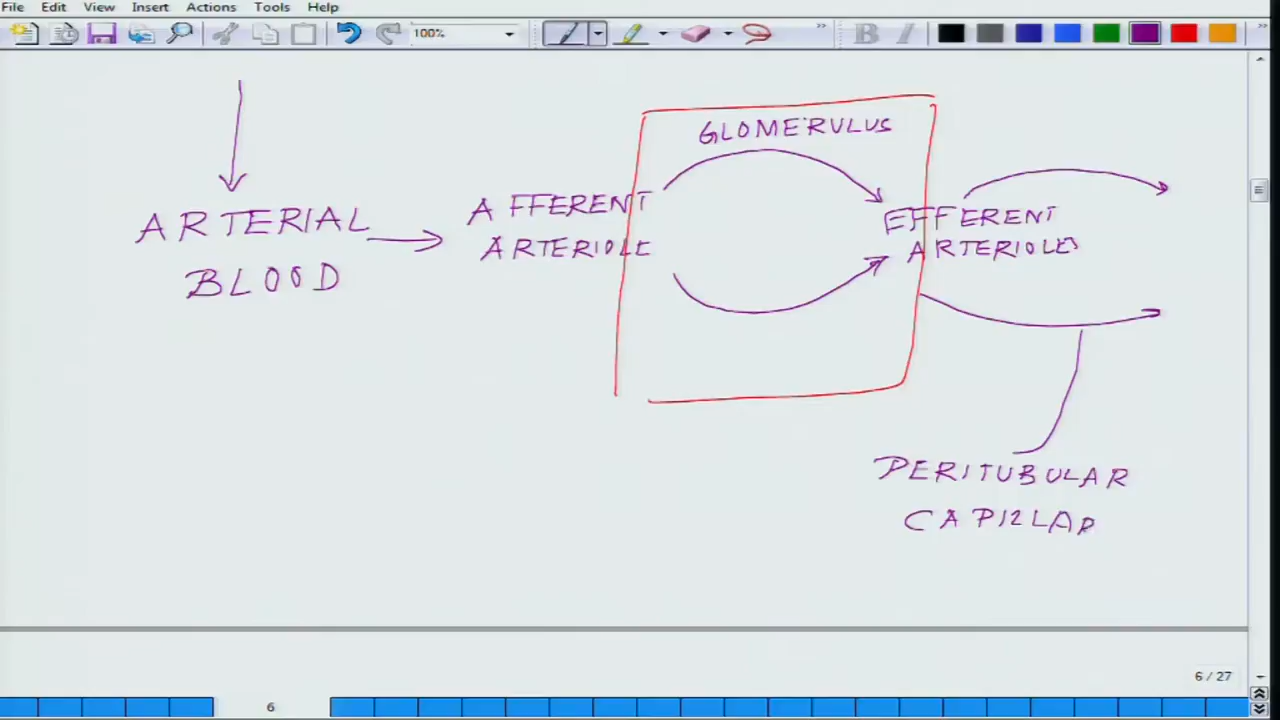 File Edit View Insert Actions Tools Help
100%
GLOMERULUS
AFFERENT
ARTERIOLE
EFFERENT
ARTERIOLES
ARTERIAL
BLOOD
PERITUBULAR
CAPILLAR
6 / 27
6